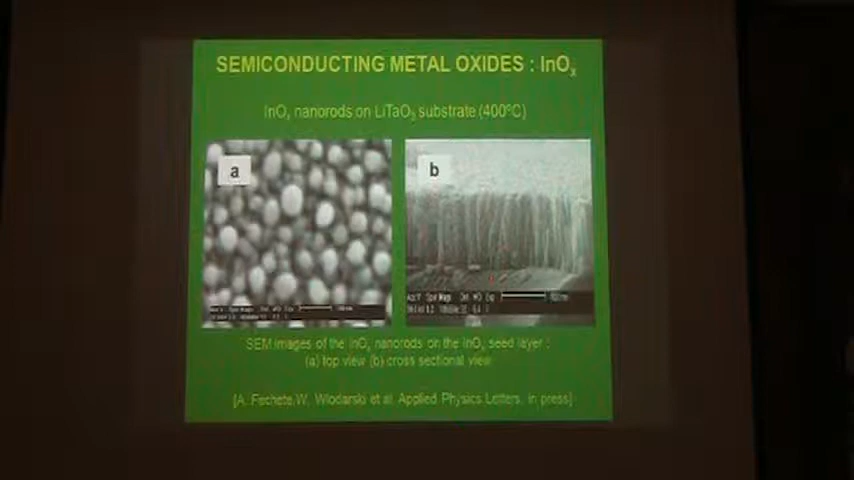 SEMICONDUCTING METAL OXIDES : InOₓ
InOₓ nanorods on LiTaO₃ substrate (400°C)
a
b
SEM images of the InOₓ nanorods on the InOₓ seed layer :
(a) top view (b) cross sectional view
[A. Fechete,W. Wlodarski et al. Applied Physics Letters, in press]